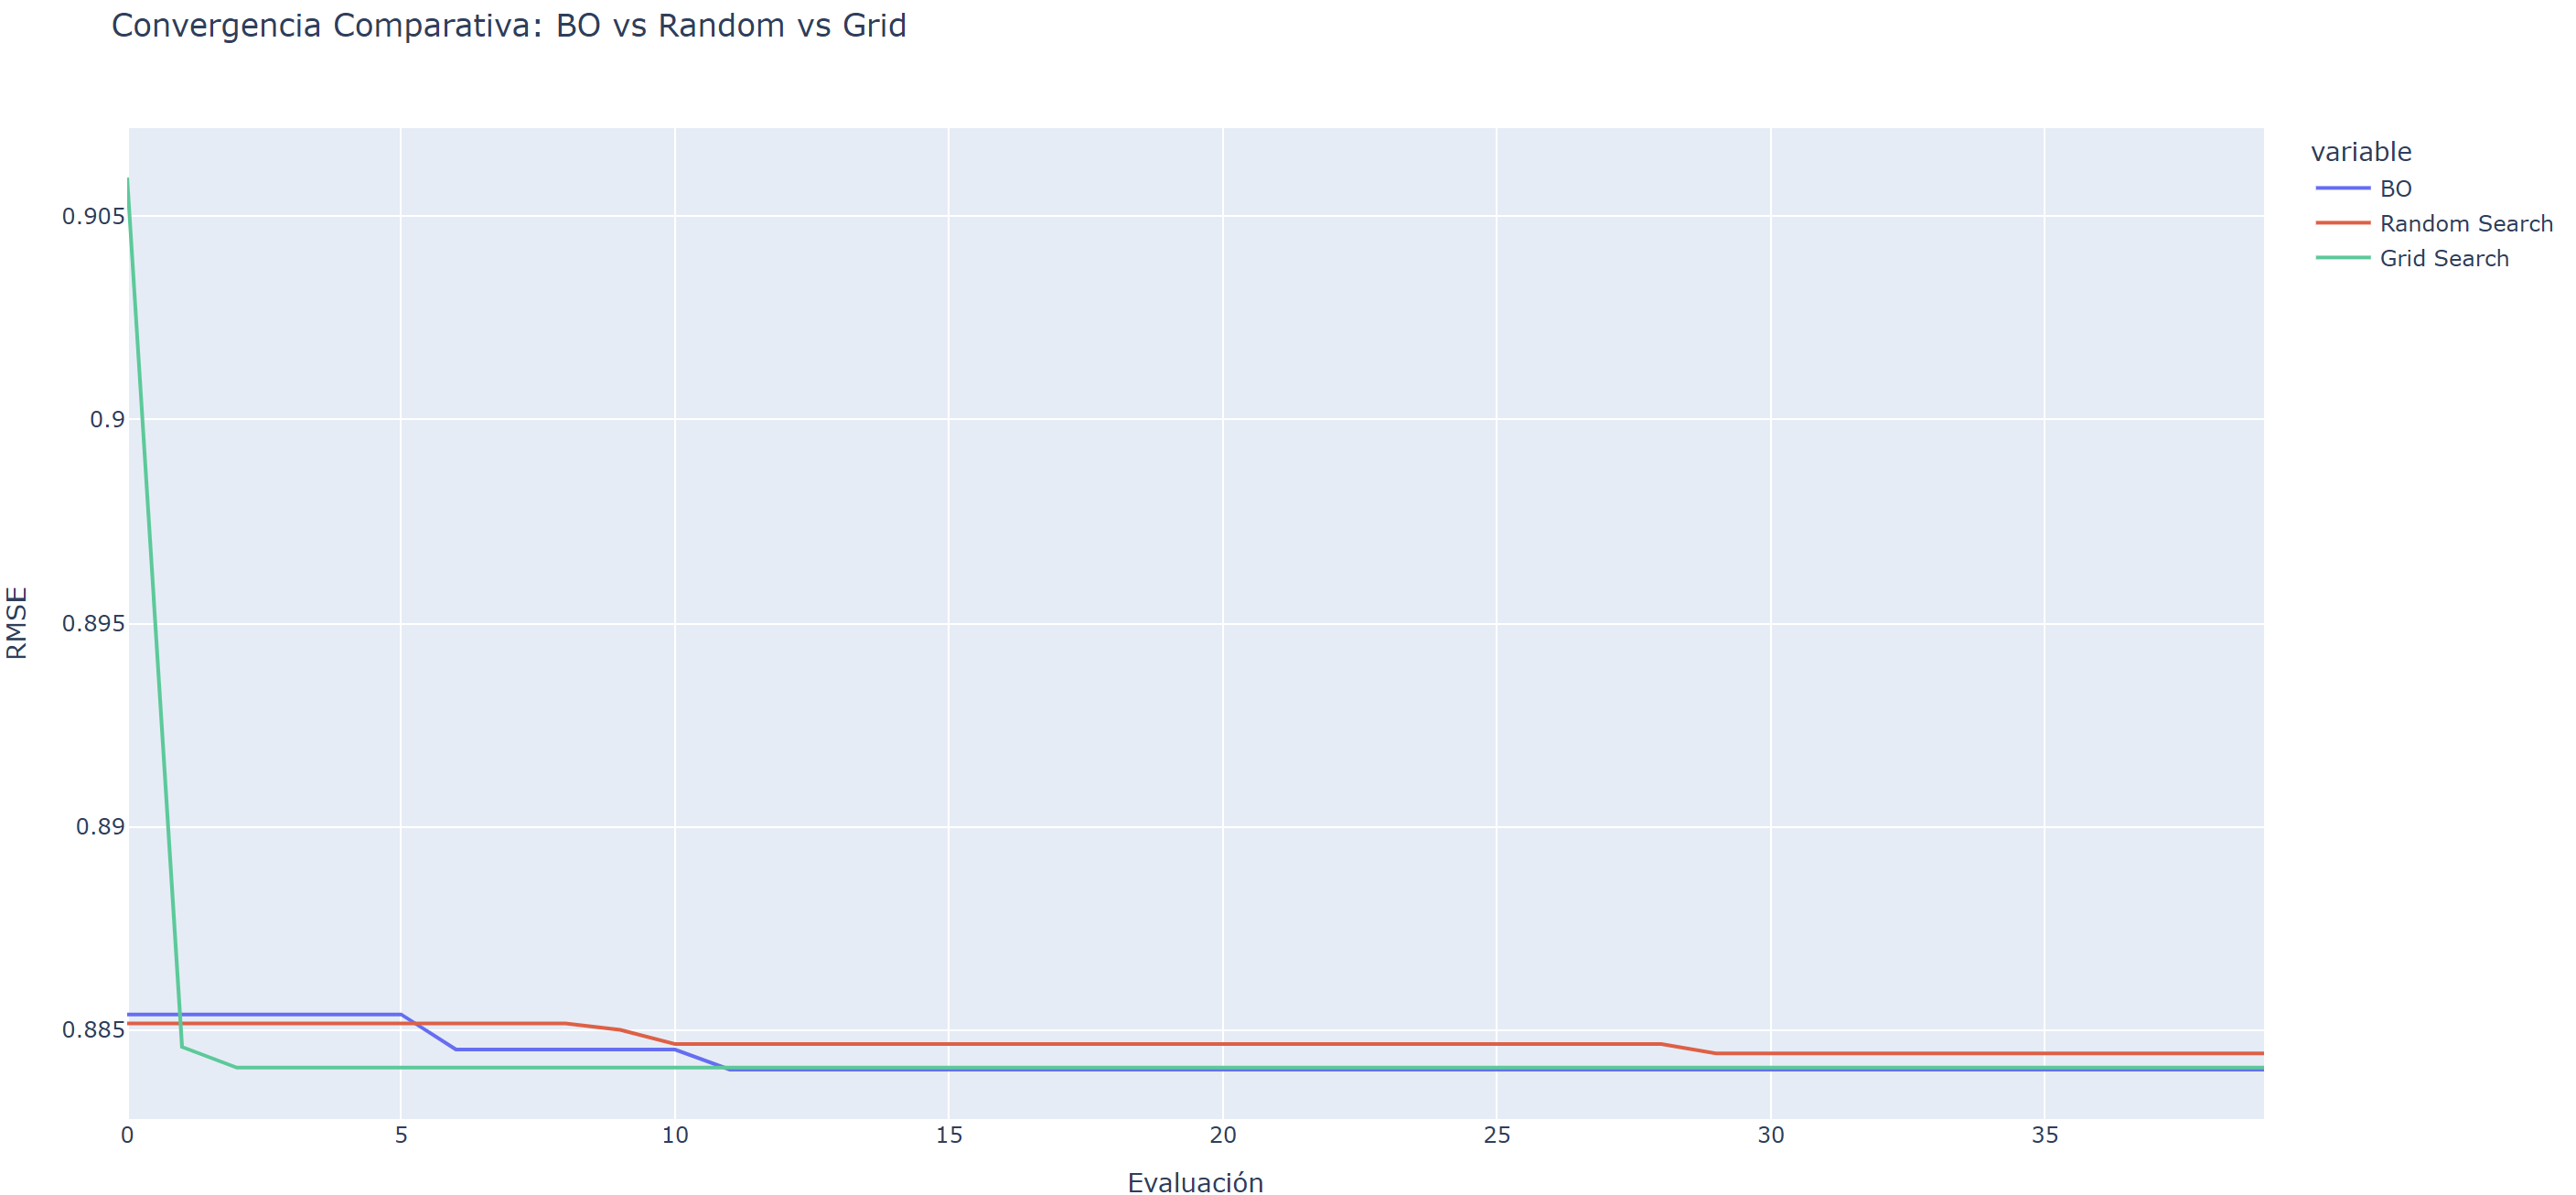 Convergencia Comparativa: BO vs Random vs Grid
variable
BO
Random Search
Grid Search
RMSE
0.905
0.9
0.895
0.89
0.885
0
5
10
15
20
25
30
35
Evaluación